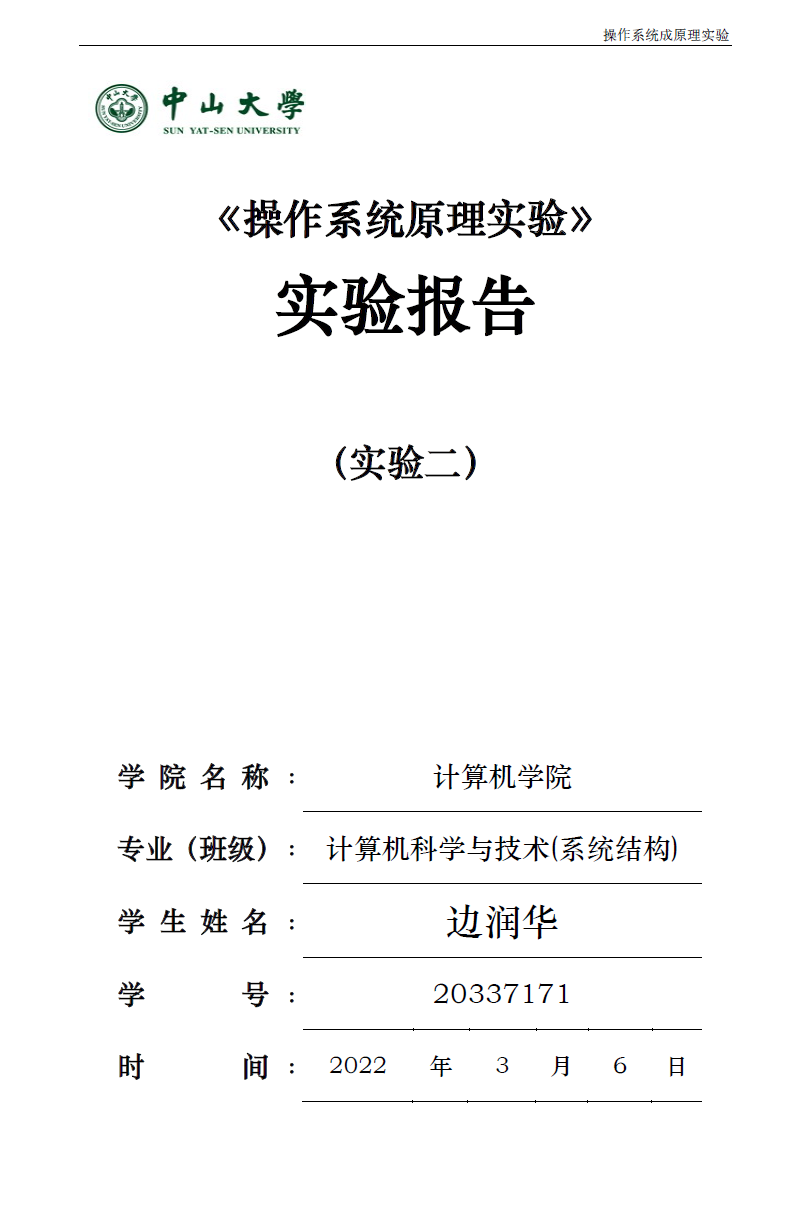 操作系统成原理实验
中山大學
SUN YAT-SEN UNIVERSITY
《操作系统原理实验》
实验报告
（实验二）
学院名称：计算机学院
专业（班级）：计算机科学与技术(系统结构)
学生姓名：边润华
学号：20337171
时间：2022 年 3 月 6 日